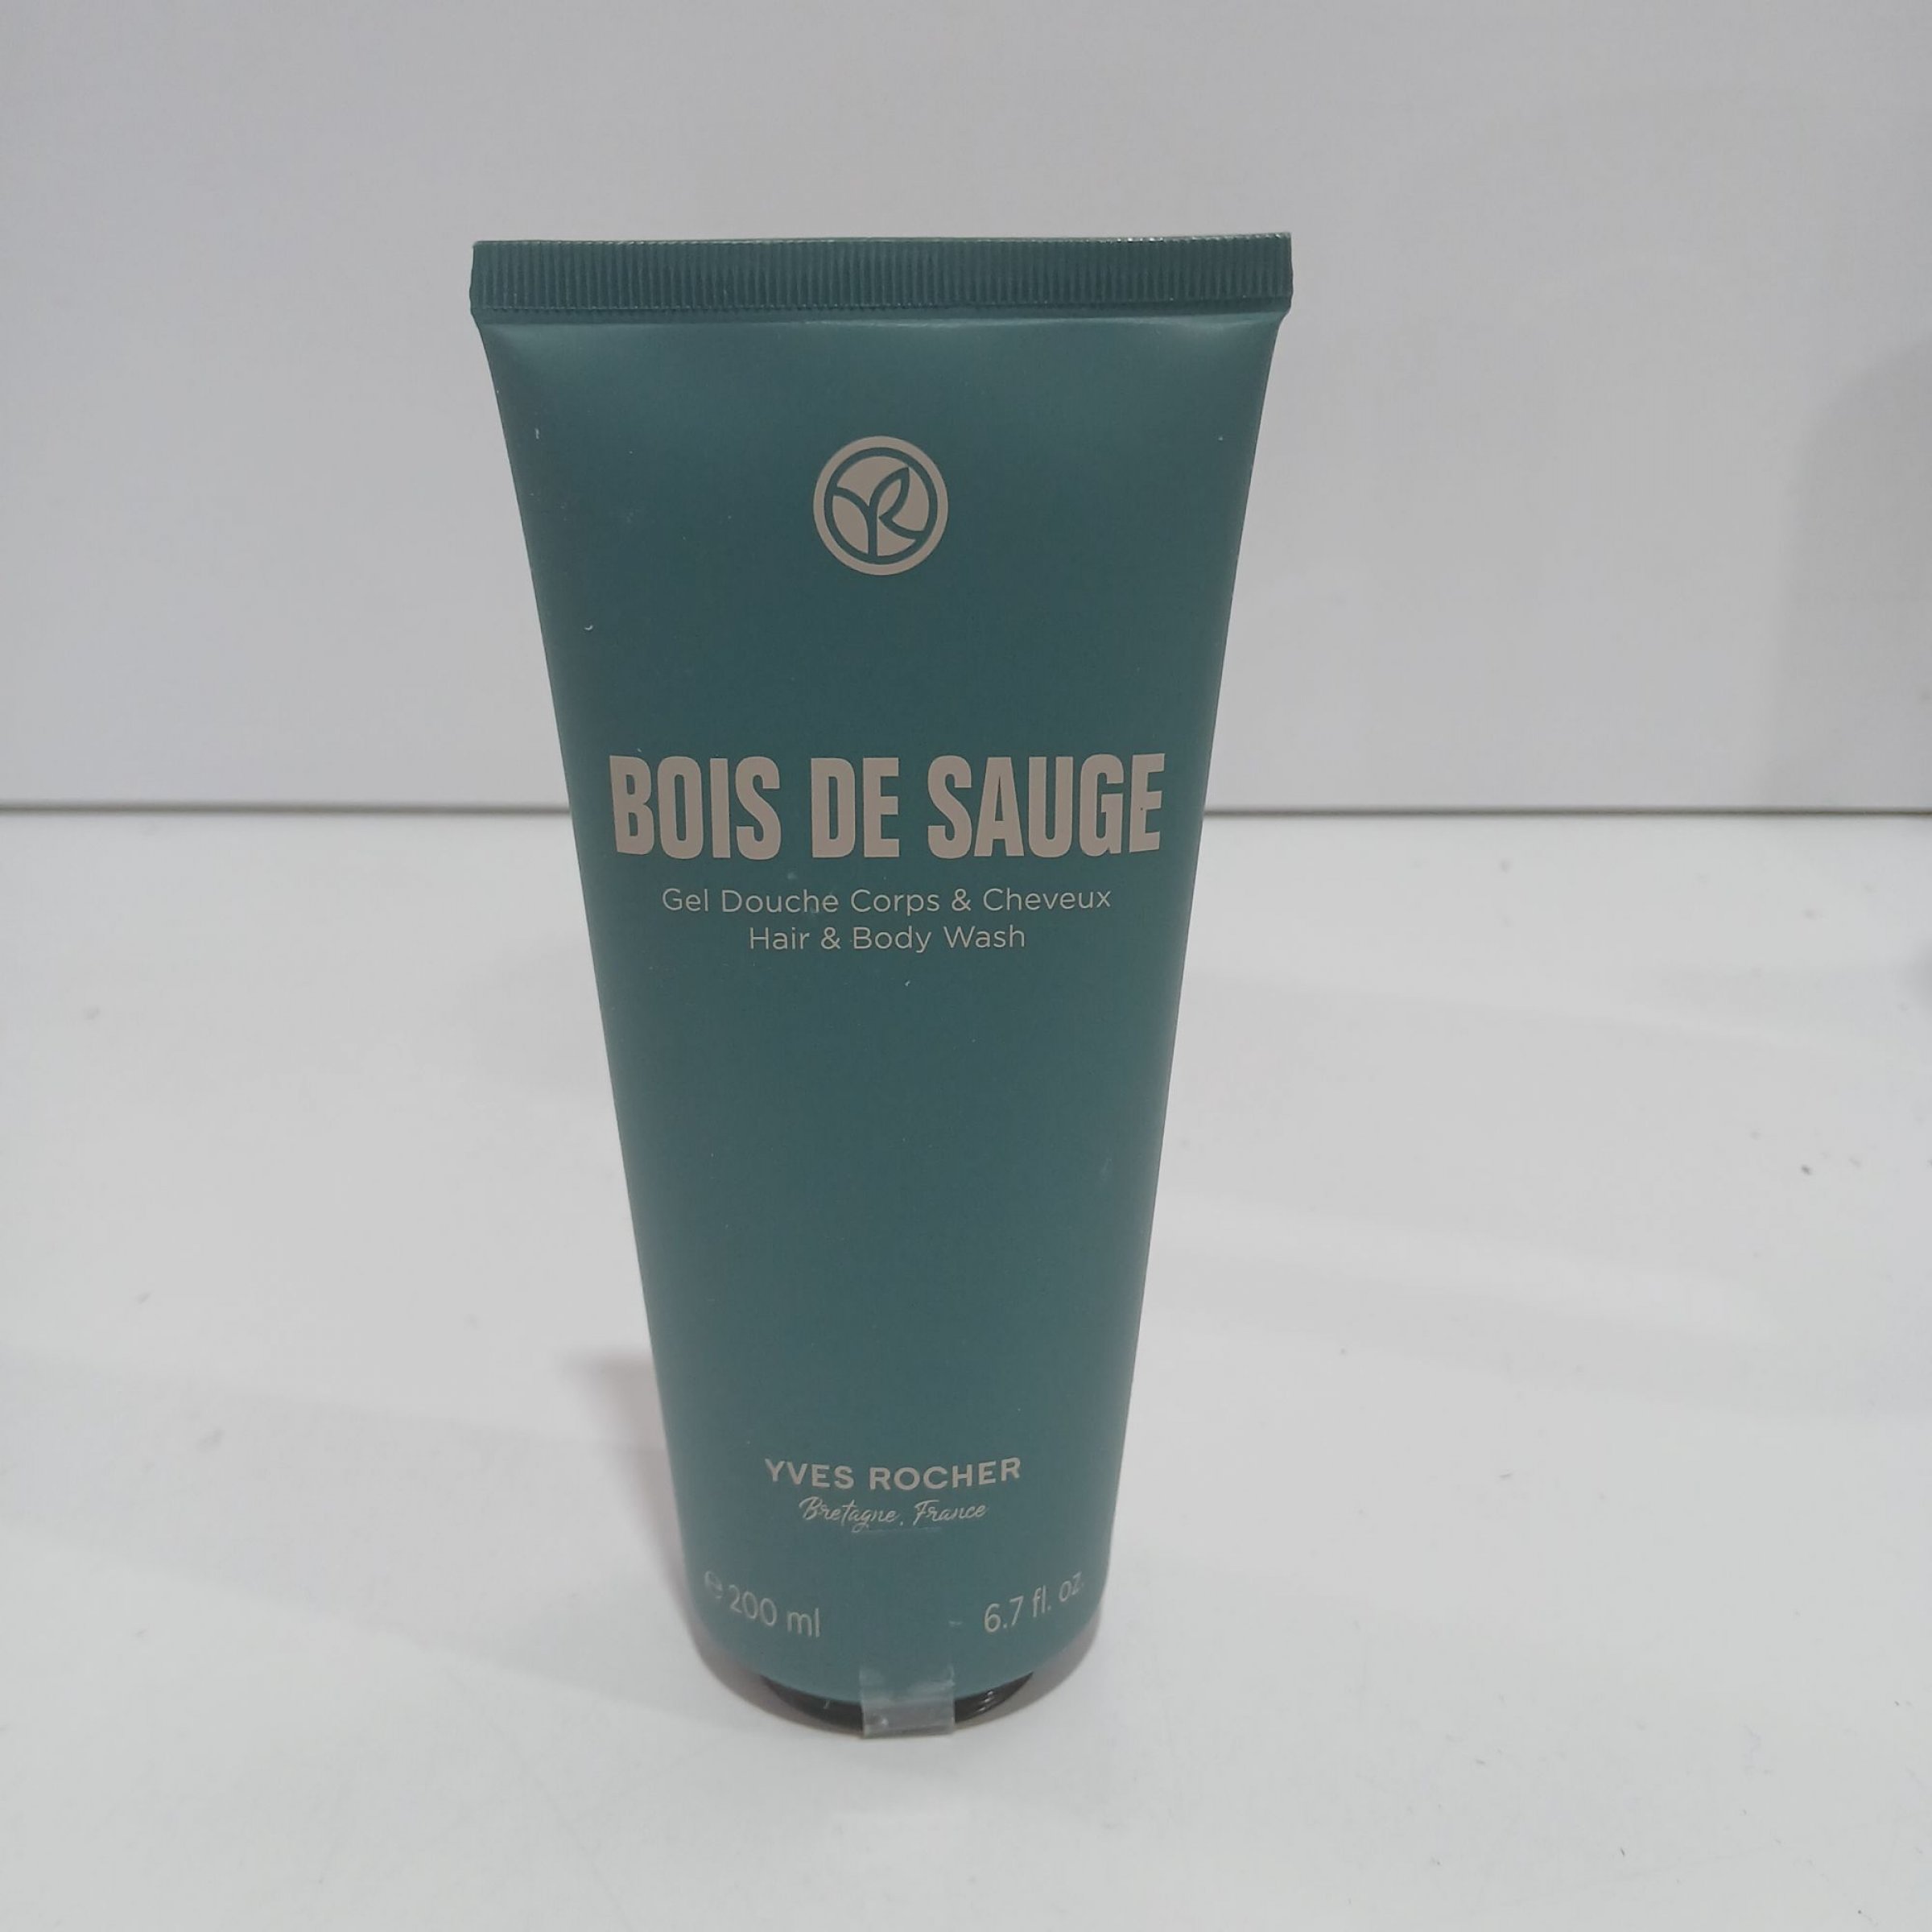 BOIS DE SAUGE
Gel Douche Corps & Cheveux
Hair & Body Wash
YVES ROCHER
Bretagne, France
℮ 200 ml 6.7 fl. oz.